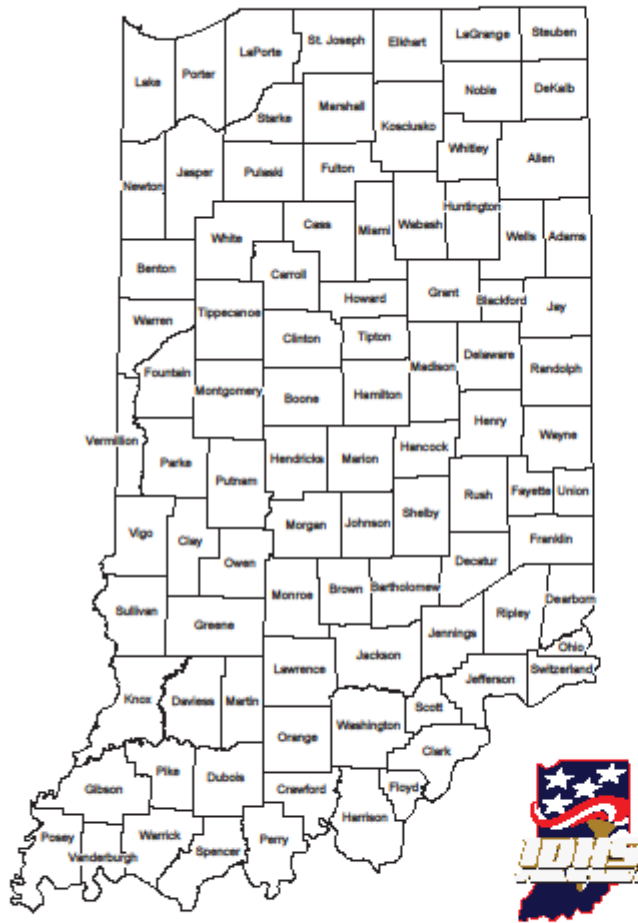 LaPorte
St. Joseph
Elkhart
LaGrange
Steuben
Lake
Porter
Noble
DeKalb
Starke
Marshall
Kosciusko
Whitley
Allen
Newton
Jasper
Pulaski
Fulton
Huntington
White
Cass
Miami
Wabash
Wells
Adams
Benton
Carroll
Howard
Grant
Blackford
Jay
Warren
Tippecanoe
Clinton
Tipton
Madison
Delaware
Randolph
Fountain
Montgomery
Boone
Hamilton
Henry
Wayne
Vermillion
Parke
Putnam
Hendricks
Marion
Hancock
Rush
Fayette
Union
Vigo
Clay
Morgan
Johnson
Shelby
Franklin
Owen
Decatur
Sullivan
Greene
Monroe
Brown
Bartholomew
Ripley
Dearborn
Jennings
Ohio
Lawrence
Jackson
Jefferson
Switzerland
Knox
Daviess
Martin
Scott
Orange
Washington
Clark
Gibson
Pike
Dubois
Crawford
Floyd
Harrison
Posey
Vanderburgh
Warrick
Spencer
Perry
IDHS